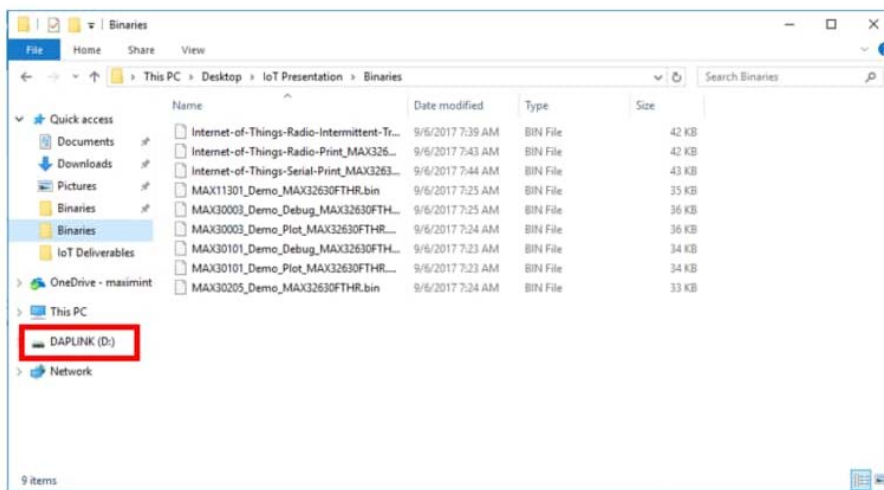 Binaries
File Home Share View
This PC > Desktop > IoT Presentation > Binaries
Search Binaries
Name Date modified Type Size
Quick access
Documents
Downloads
Pictures
Binaries
Binaries
IoT Deliverables
OneDrive - maximint
This PC
DAPLINK (D:)
Network
Internet-of-Things-Radio-Intermittent-Tr... 9/6/2017 7:39 AM BIN File 42 KB
Internet-of-Things-Radio-Print_MAX326... 9/6/2017 7:43 AM BIN File 42 KB
Internet-of-Things-Serial-Print_MAX3263... 9/6/2017 7:44 AM BIN File 43 KB
MAX11301_Demo_MAX32630FTHR.bin 9/6/2017 7:25 AM BIN File 35 KB
MAX30003_Demo_Debug_MAX32630FTH... 9/6/2017 7:25 AM BIN File 36 KB
MAX30003_Demo_Plot_MAX32630FTHR.... 9/6/2017 7:24 AM BIN File 36 KB
MAX30101_Demo_Debug_MAX32630FTH... 9/6/2017 7:23 AM BIN File 34 KB
MAX30101_Demo_Plot_MAX32630FTHR.... 9/6/2017 7:23 AM BIN File 34 KB
MAX30205_Demo_MAX32630FTHR.bin 9/6/2017 7:24 AM BIN File 33 KB
9 items